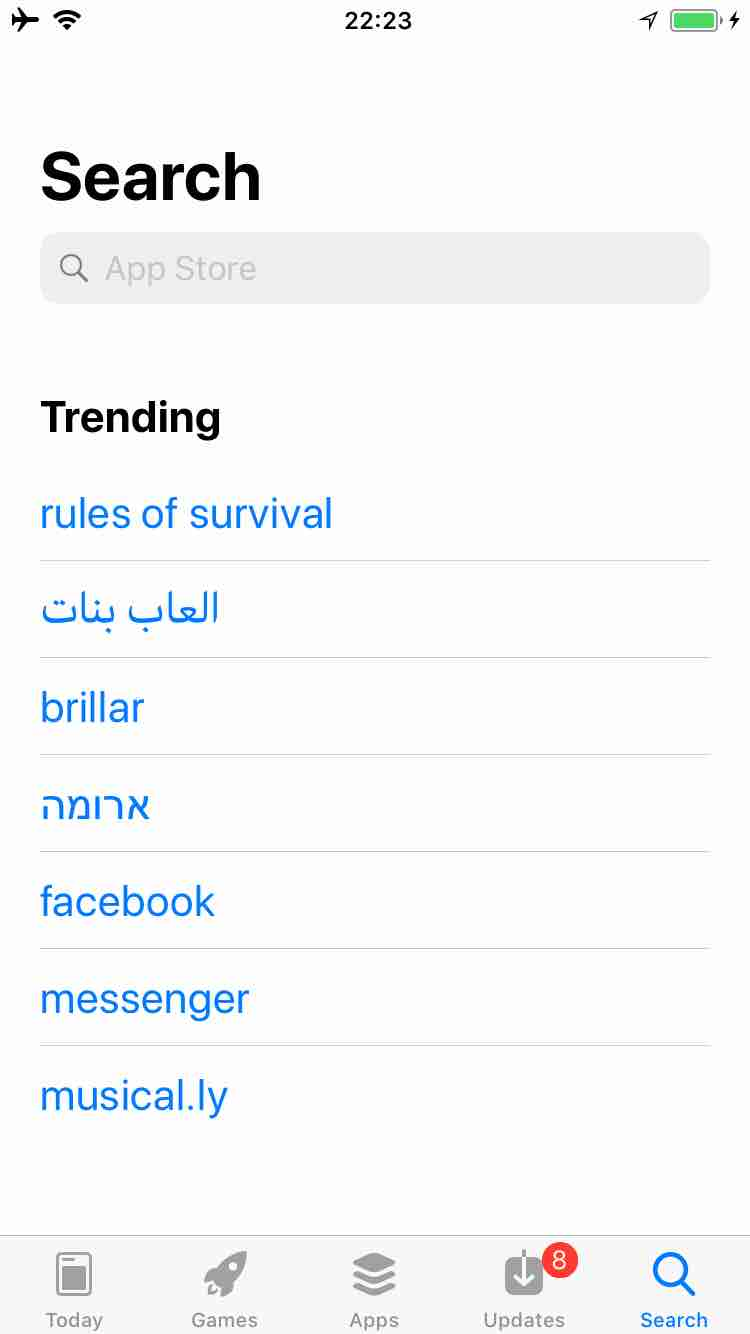 22:23
Search
App Store
Trending
rules of survival
العاب بنات
brillar
ארומה
facebook
messenger
musical.ly
8
Today
Games
Apps
Updates
Search